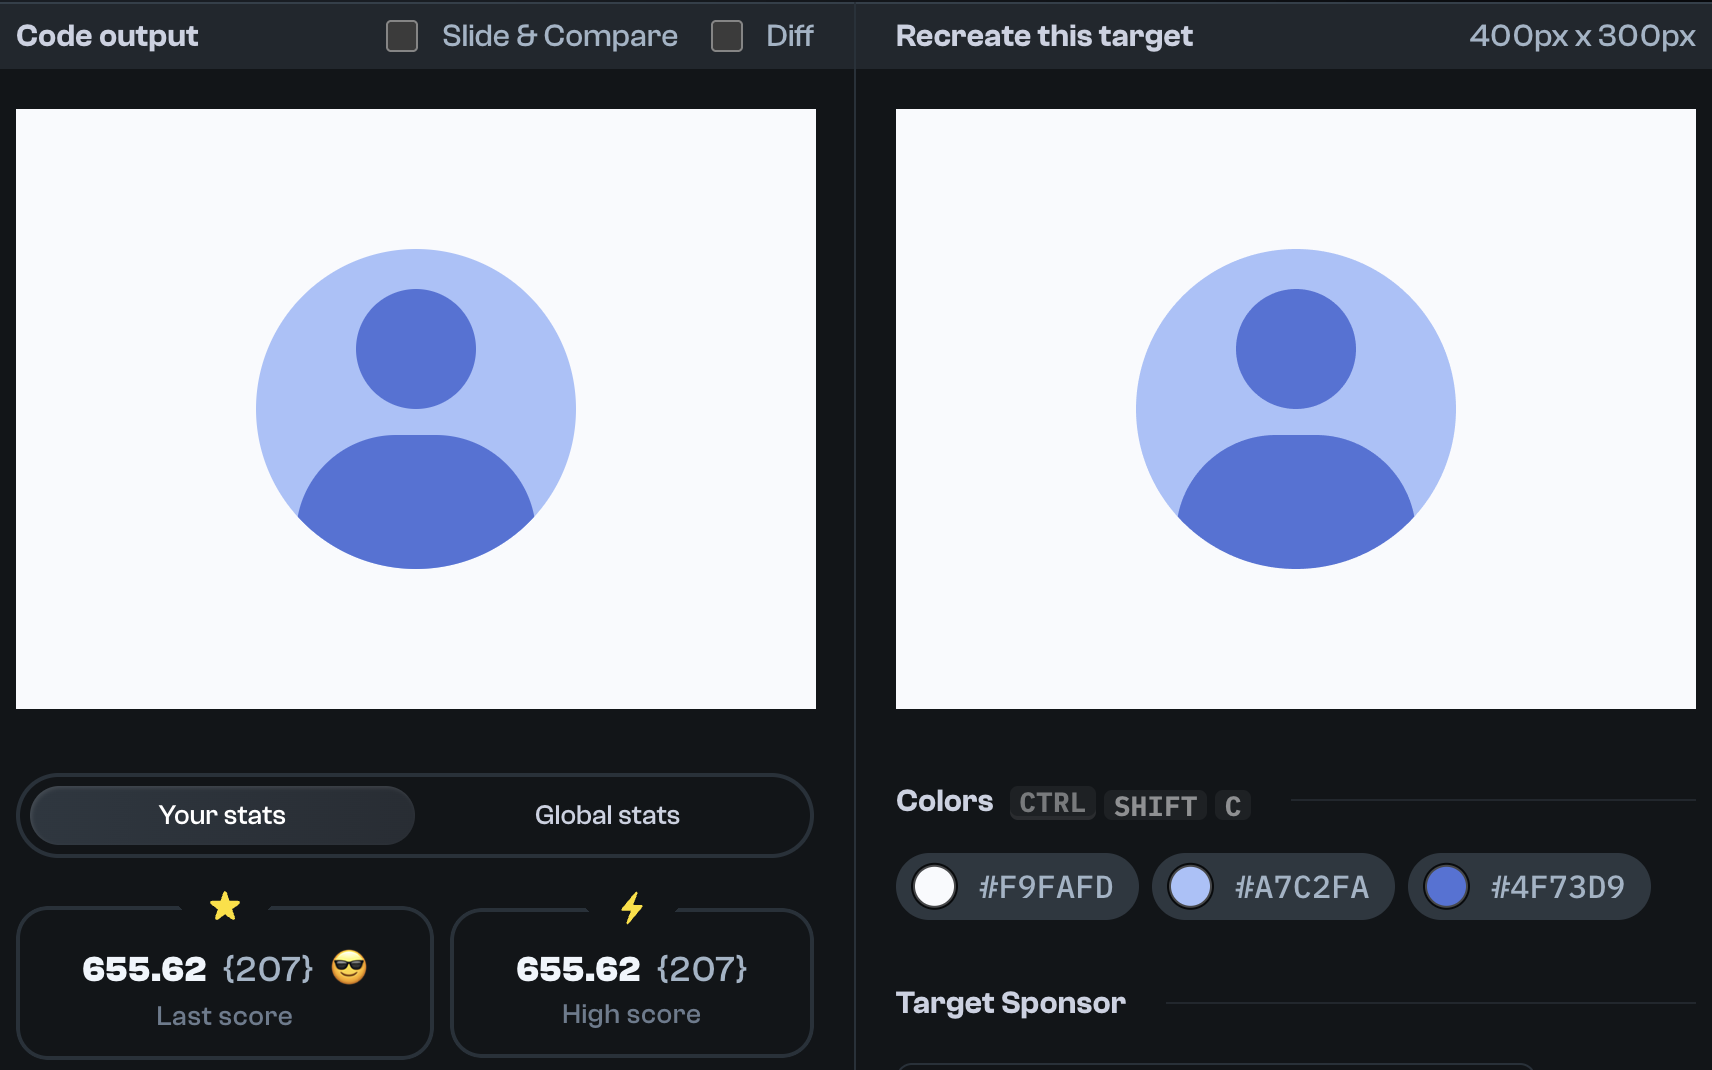 Code output
Slide & Compare
Diff
Recreate this target
400px x 300px
Your stats
Global stats
655.62 {207}
Last score
655.62 {207}
High score
Colors CTRL SHIFT C
#F9FAFD
#A7C2FA
#4F73D9
Target Sponsor